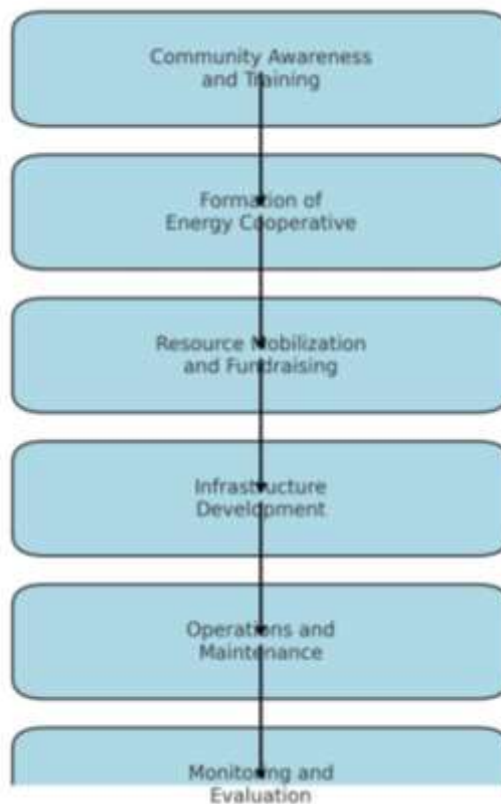 Community Awareness
and Training
Formation of
Energy Cooperative
Resource Mobilization
and Fundraising
Infrastructure
Development
Operations and
Maintenance
Monitoring and
Evaluation